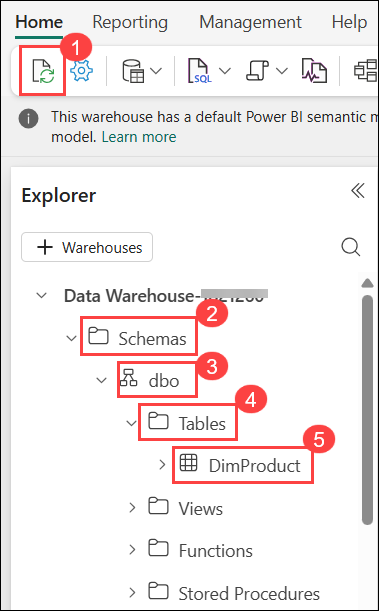 Home Reporting Management Help
1
SQL
This warehouse has a default Power BI semantic m
model. Learn more
Explorer
+ Warehouses
Data Warehouse-
2
Schemas
3
dbo
4
Tables
5
DimProduct
Views
Functions
Stored Procedures